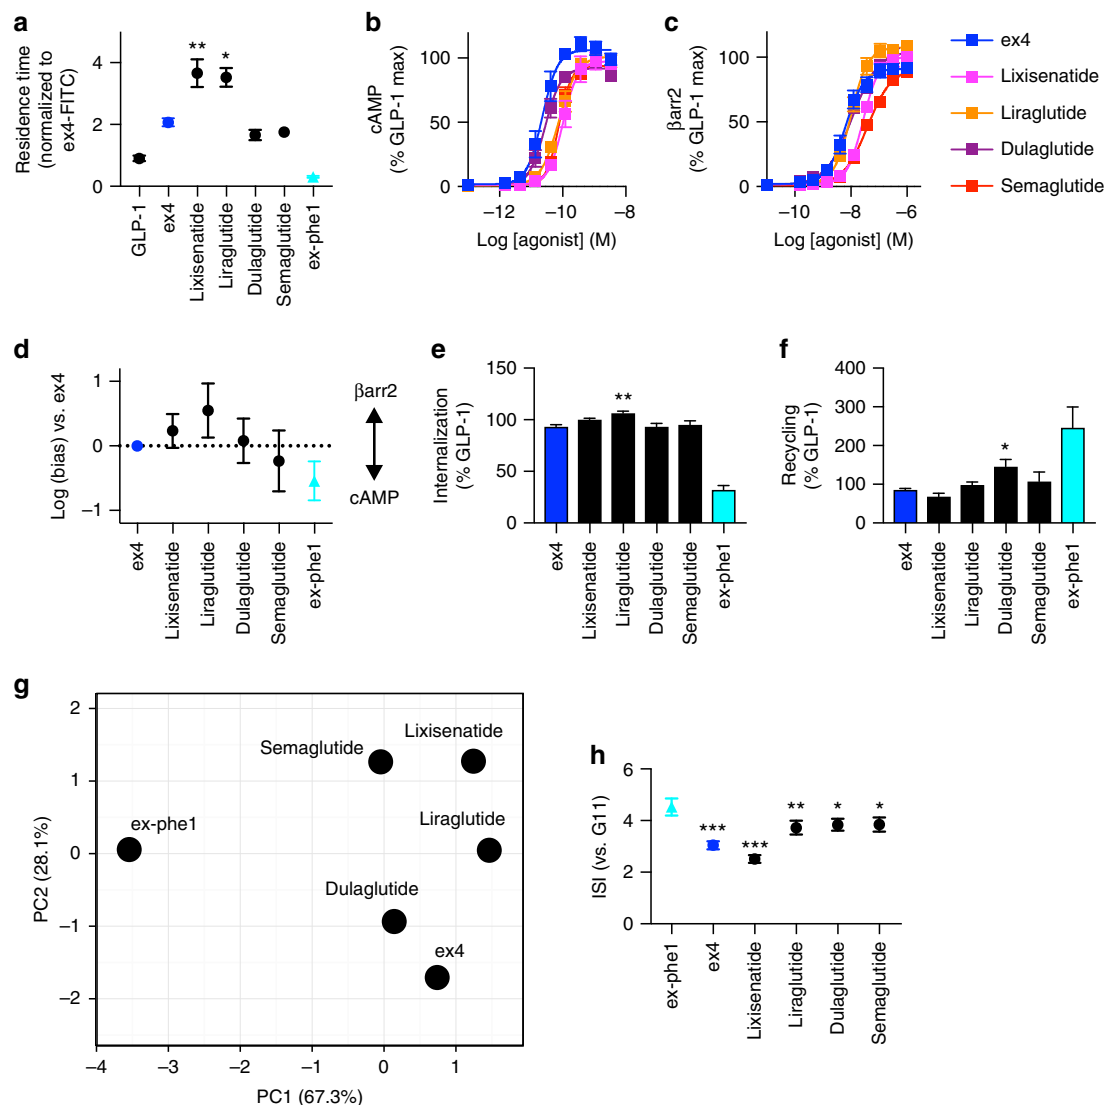 a
Residence time
(normalized to
ex4-FITC)
4
2
0
**
*
GLP-1
ex4
Lixisenatide
Liraglutide
Dulaglutide
Semaglutide
ex-phe1
b
cAMP
(% GLP-1 max)
100
50
0
−12
−10
−8
Log [agonist] (M)
c
βarr2
(% GLP-1 max)
100
50
0
−10
−8
−6
Log [agonist] (M)
ex4
Lixisenatide
Liraglutide
Dulaglutide
Semaglutide
d
Log (bias) vs. ex4
1
0
−1
βarr2
cAMP
ex4
Lixisenatide
Liraglutide
Dulaglutide
Semaglutide
ex-phe1
e
Internalization
(% GLP-1)
150
100
50
0
**
ex4
Lixisenatide
Liraglutide
Dulaglutide
Semaglutide
ex-phe1
f
Recycling
(% GLP-1)
400
300
200
100
0
*
ex4
Lixisenatide
Liraglutide
Dulaglutide
Semaglutide
ex-phe1
g
PC2 (28.1%)
2
1
0
−1
−2
Lixisenatide
Semaglutide
Liraglutide
ex-phe1
Dulaglutide
ex4
−4
−3
−2
−1
0
1
PC1 (67.3%)
h
ISI (vs. G11)
6
4
2
0
***
***
**
*
*
ex-phe1
ex4
Lixisenatide
Liraglutide
Dulaglutide
Semaglutide